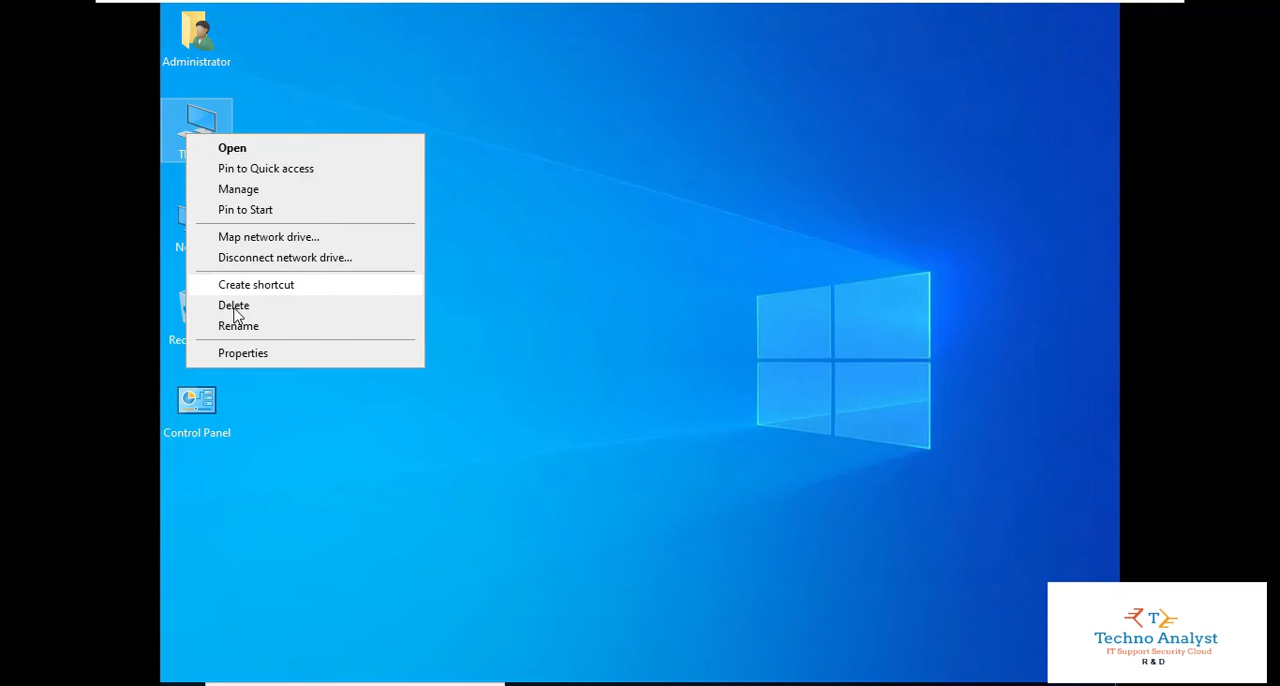 Administrator
Open
Pin to Quick access
Manage
Pin to Start
Map network drive...
Disconnect network drive...
Create shortcut
Delete
Rename
Properties
Control Panel
T
Techno Analyst
IT Support Security Cloud
R & D